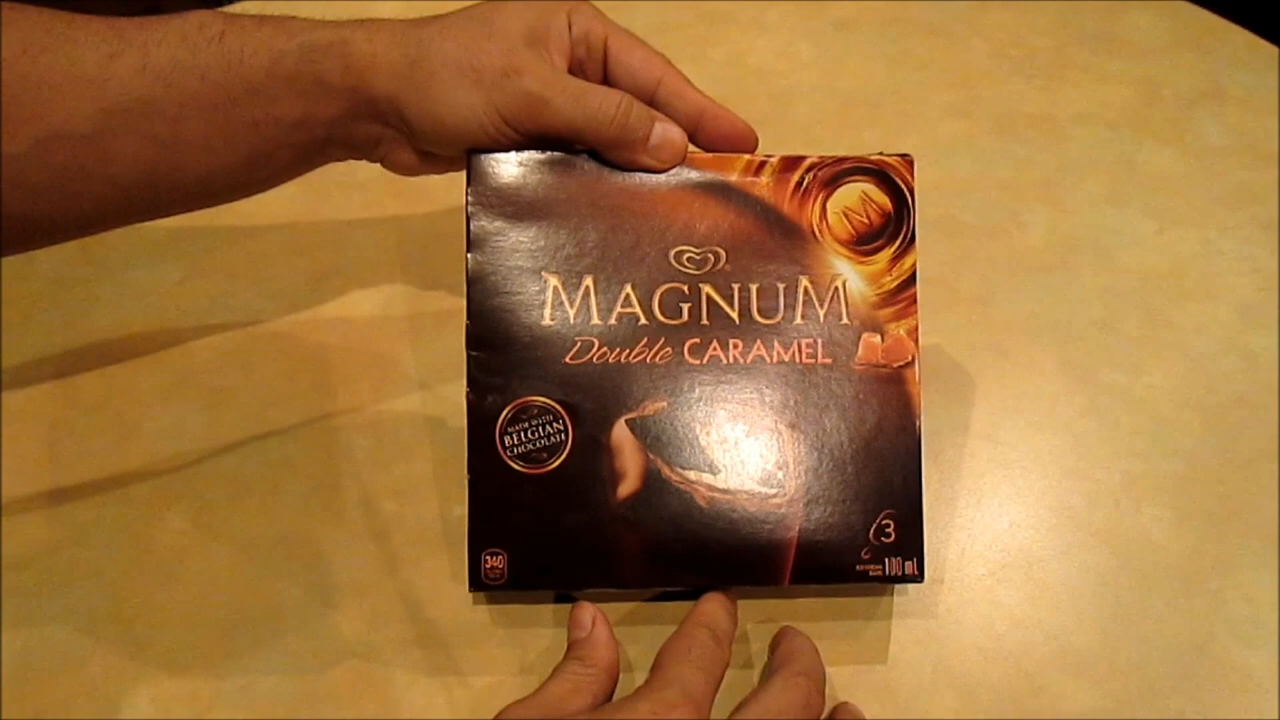 M
MAGNUM
Double CARAMEL
MADE WITH
BELGIAN
CHOCOLATE
3
340
100 mL